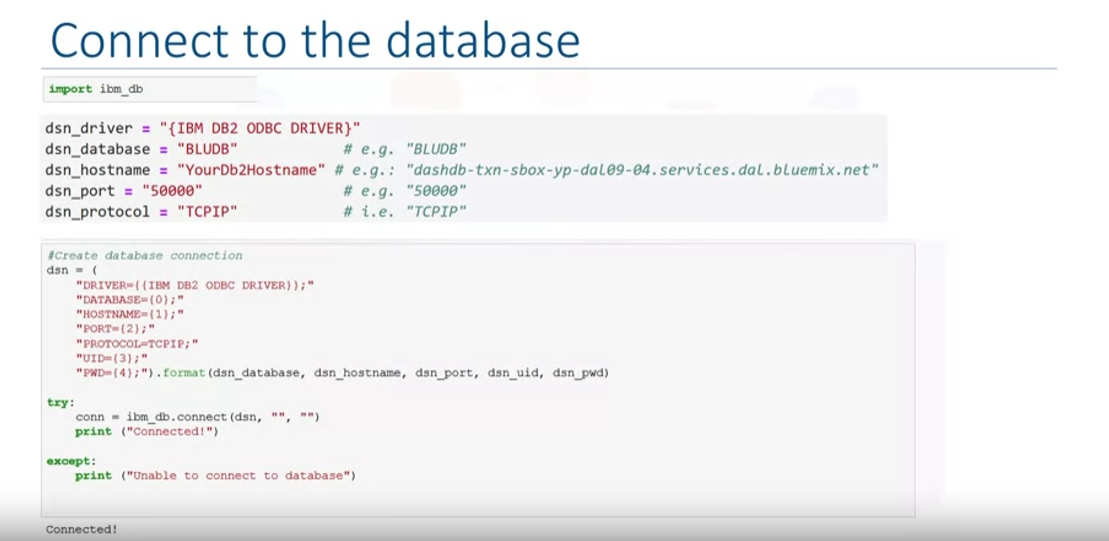 Connect to the database
import ibm_db
dsn_driver = "{IBM DB2 ODBC DRIVER}"
dsn_database = "BLUDB" # e.g. "BLUDB"
dsn_hostname = "YourDb2Hostname" # e.g.: "dashdb-txn-sbox-yp-dal09-04.services.dal.bluemix.net"
dsn_port = "50000" # e.g. "50000"
dsn_protocol = "TCPIP" # i.e. "TCPIP"
#Create database connection
dsn = (
"DRIVER={{IBM DB2 ODBC DRIVER}};"
"DATABASE={0};"
"HOSTNAME={1};"
"PORT={2};"
"PROTOCOL=TCPIP;"
"UID={3};"
"PWD={4};").format(dsn_database, dsn_hostname, dsn_port, dsn_uid, dsn_pwd)
try:
conn = ibm_db.connect(dsn, "", "")
print ("Connected!")
except:
print ("Unable to connect to database")
Connected!